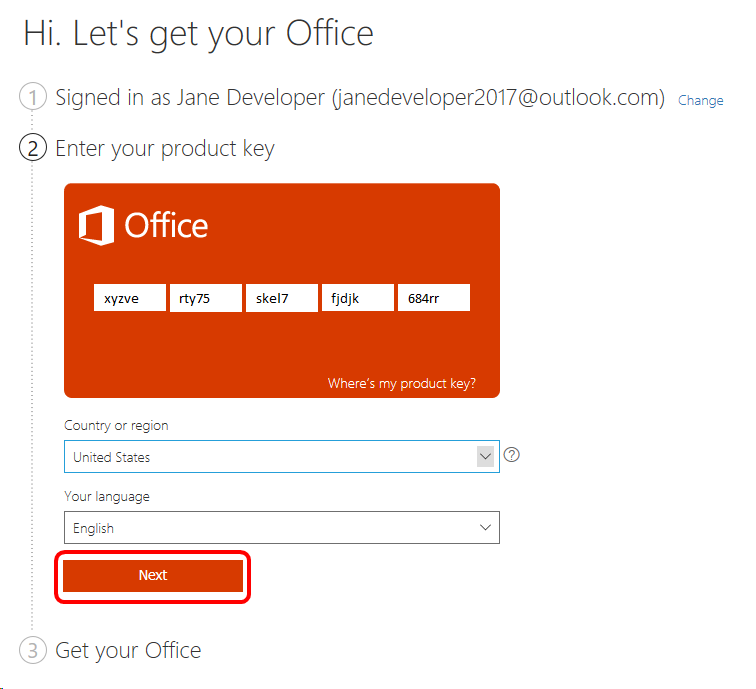 Hi. Let's get your Office
1 Signed in as Jane Developer (janedeveloper2017@outlook.com) Change
2 Enter your product key
Office
xyzve rty75 skel7 fjdjk 684rr
Where's my product key?
Country or region
United States ?
Your language
English
Next
3 Get your Office